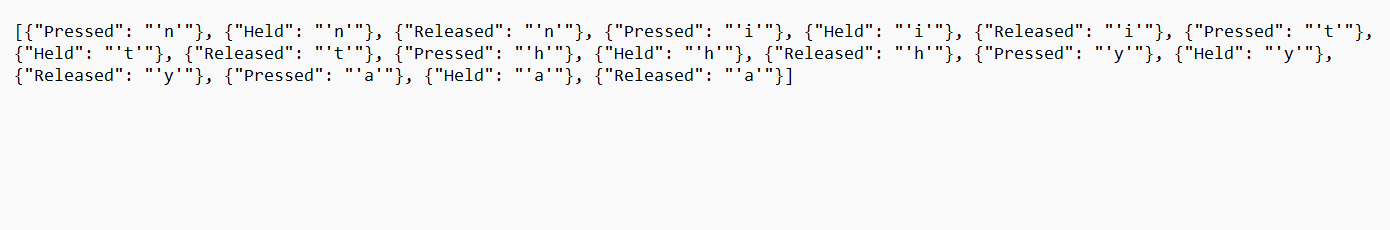 [{"Pressed": "'n'"}, {"Held": "'n'"}, {"Released": "'n'"}, {"Pressed": "'i'"}, {"Held": "'i'"}, {"Released": "'i'"}, {"Pressed": "'t'"},
{"Held": "'t'"}, {"Released": "'t'"}, {"Pressed": "'h'"}, {"Held": "'h'"}, {"Released": "'h'"}, {"Pressed": "'y'"}, {"Held": "'y'"},
{"Released": "'y'"}, {"Pressed": "'a'"}, {"Held": "'a'"}, {"Released": "'a'"}]